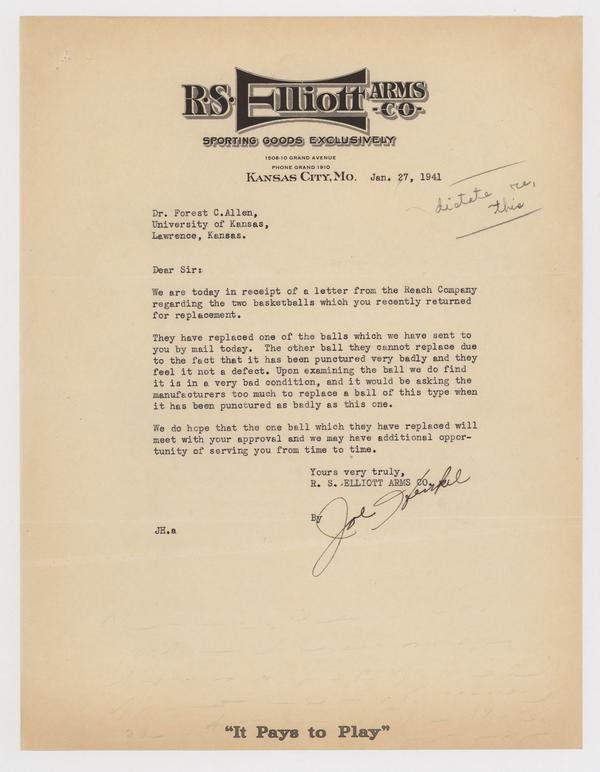 R·S· Elliott ARMS
-CO-
SPORTING GOODS EXCLUSIVELY
1508-10 GRAND AVENUE
PHONE GRAND 1910
KANSAS CITY, MO. Jan. 27, 1941
dictate re,
this
Dr. Forest C.Allen,
University of Kansas,
Lawrence, Kansas.
Dear Sir:
We are today in receipt of a letter from the Reach Company
regarding the two basketballs which you recently returned
for replacement.
They have replaced one of the balls which we have sent to
you by mail today. The other ball they cannot replace due
to the fact that it has been punctured very badly and they
feel it not a defect. Upon examining the ball we do find
it is in a very bad condition, and it would be asking the
manufacturers too much to replace a ball of this type when
it has been punctured as badly as this one.
We do hope that the one ball which they have replaced will
meet with your approval and we may have additional oppor-
tunity of serving you from time to time.
Yours very truly,
R. S. ELLIOTT ARMS CO.
By Joe
JH.a
"It Pays to Play"